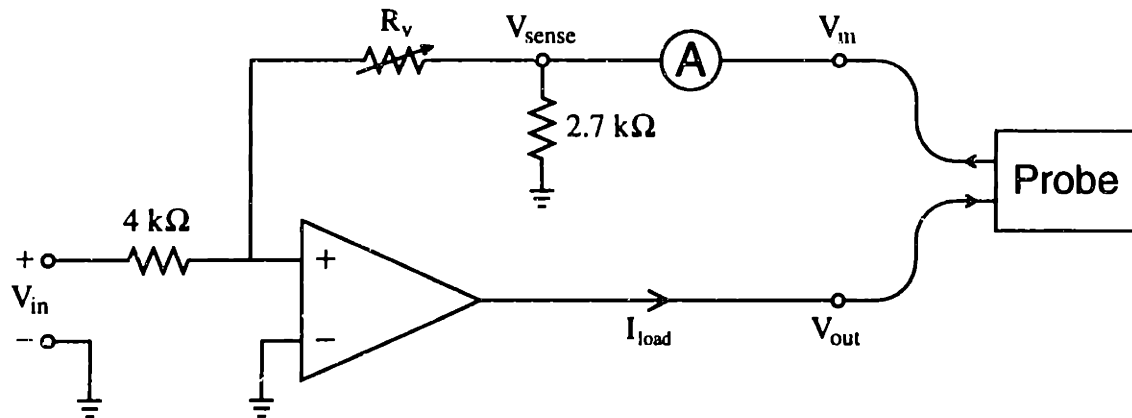 R_v
V_sense
A
V_m
2.7 kΩ
Probe
4 kΩ
+
V_in
−
+
−
I_load
V_out